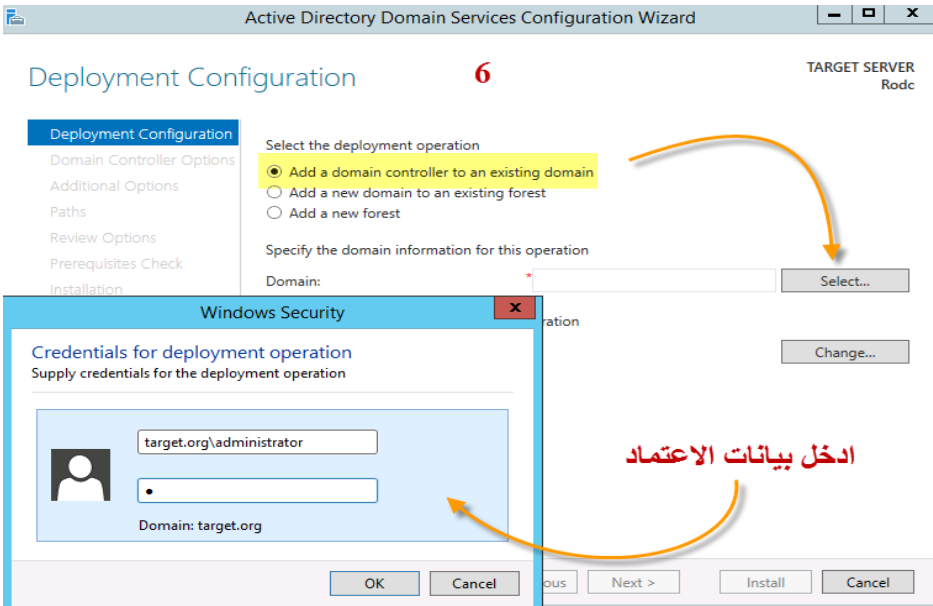 Active Directory Domain Services Configuration Wizard
Deployment Configuration
6
TARGET SERVER
Rodc
Deployment Configuration
Domain Controller Options
Additional Options
Paths
Review Options
Prerequisites Check
Installation
Select the deployment operation
Add a domain controller to an existing domain
Add a new domain to an existing forest
Add a new forest
Specify the domain information for this operation
Domain:
*
Select...
Change...
Windows Security
x
Credentials for deployment operation
Supply credentials for the deployment operation
target.org\administrator
Domain: target.org
OK
Cancel
ادخل بيانات الاعتماد
Next >
Install
Cancel